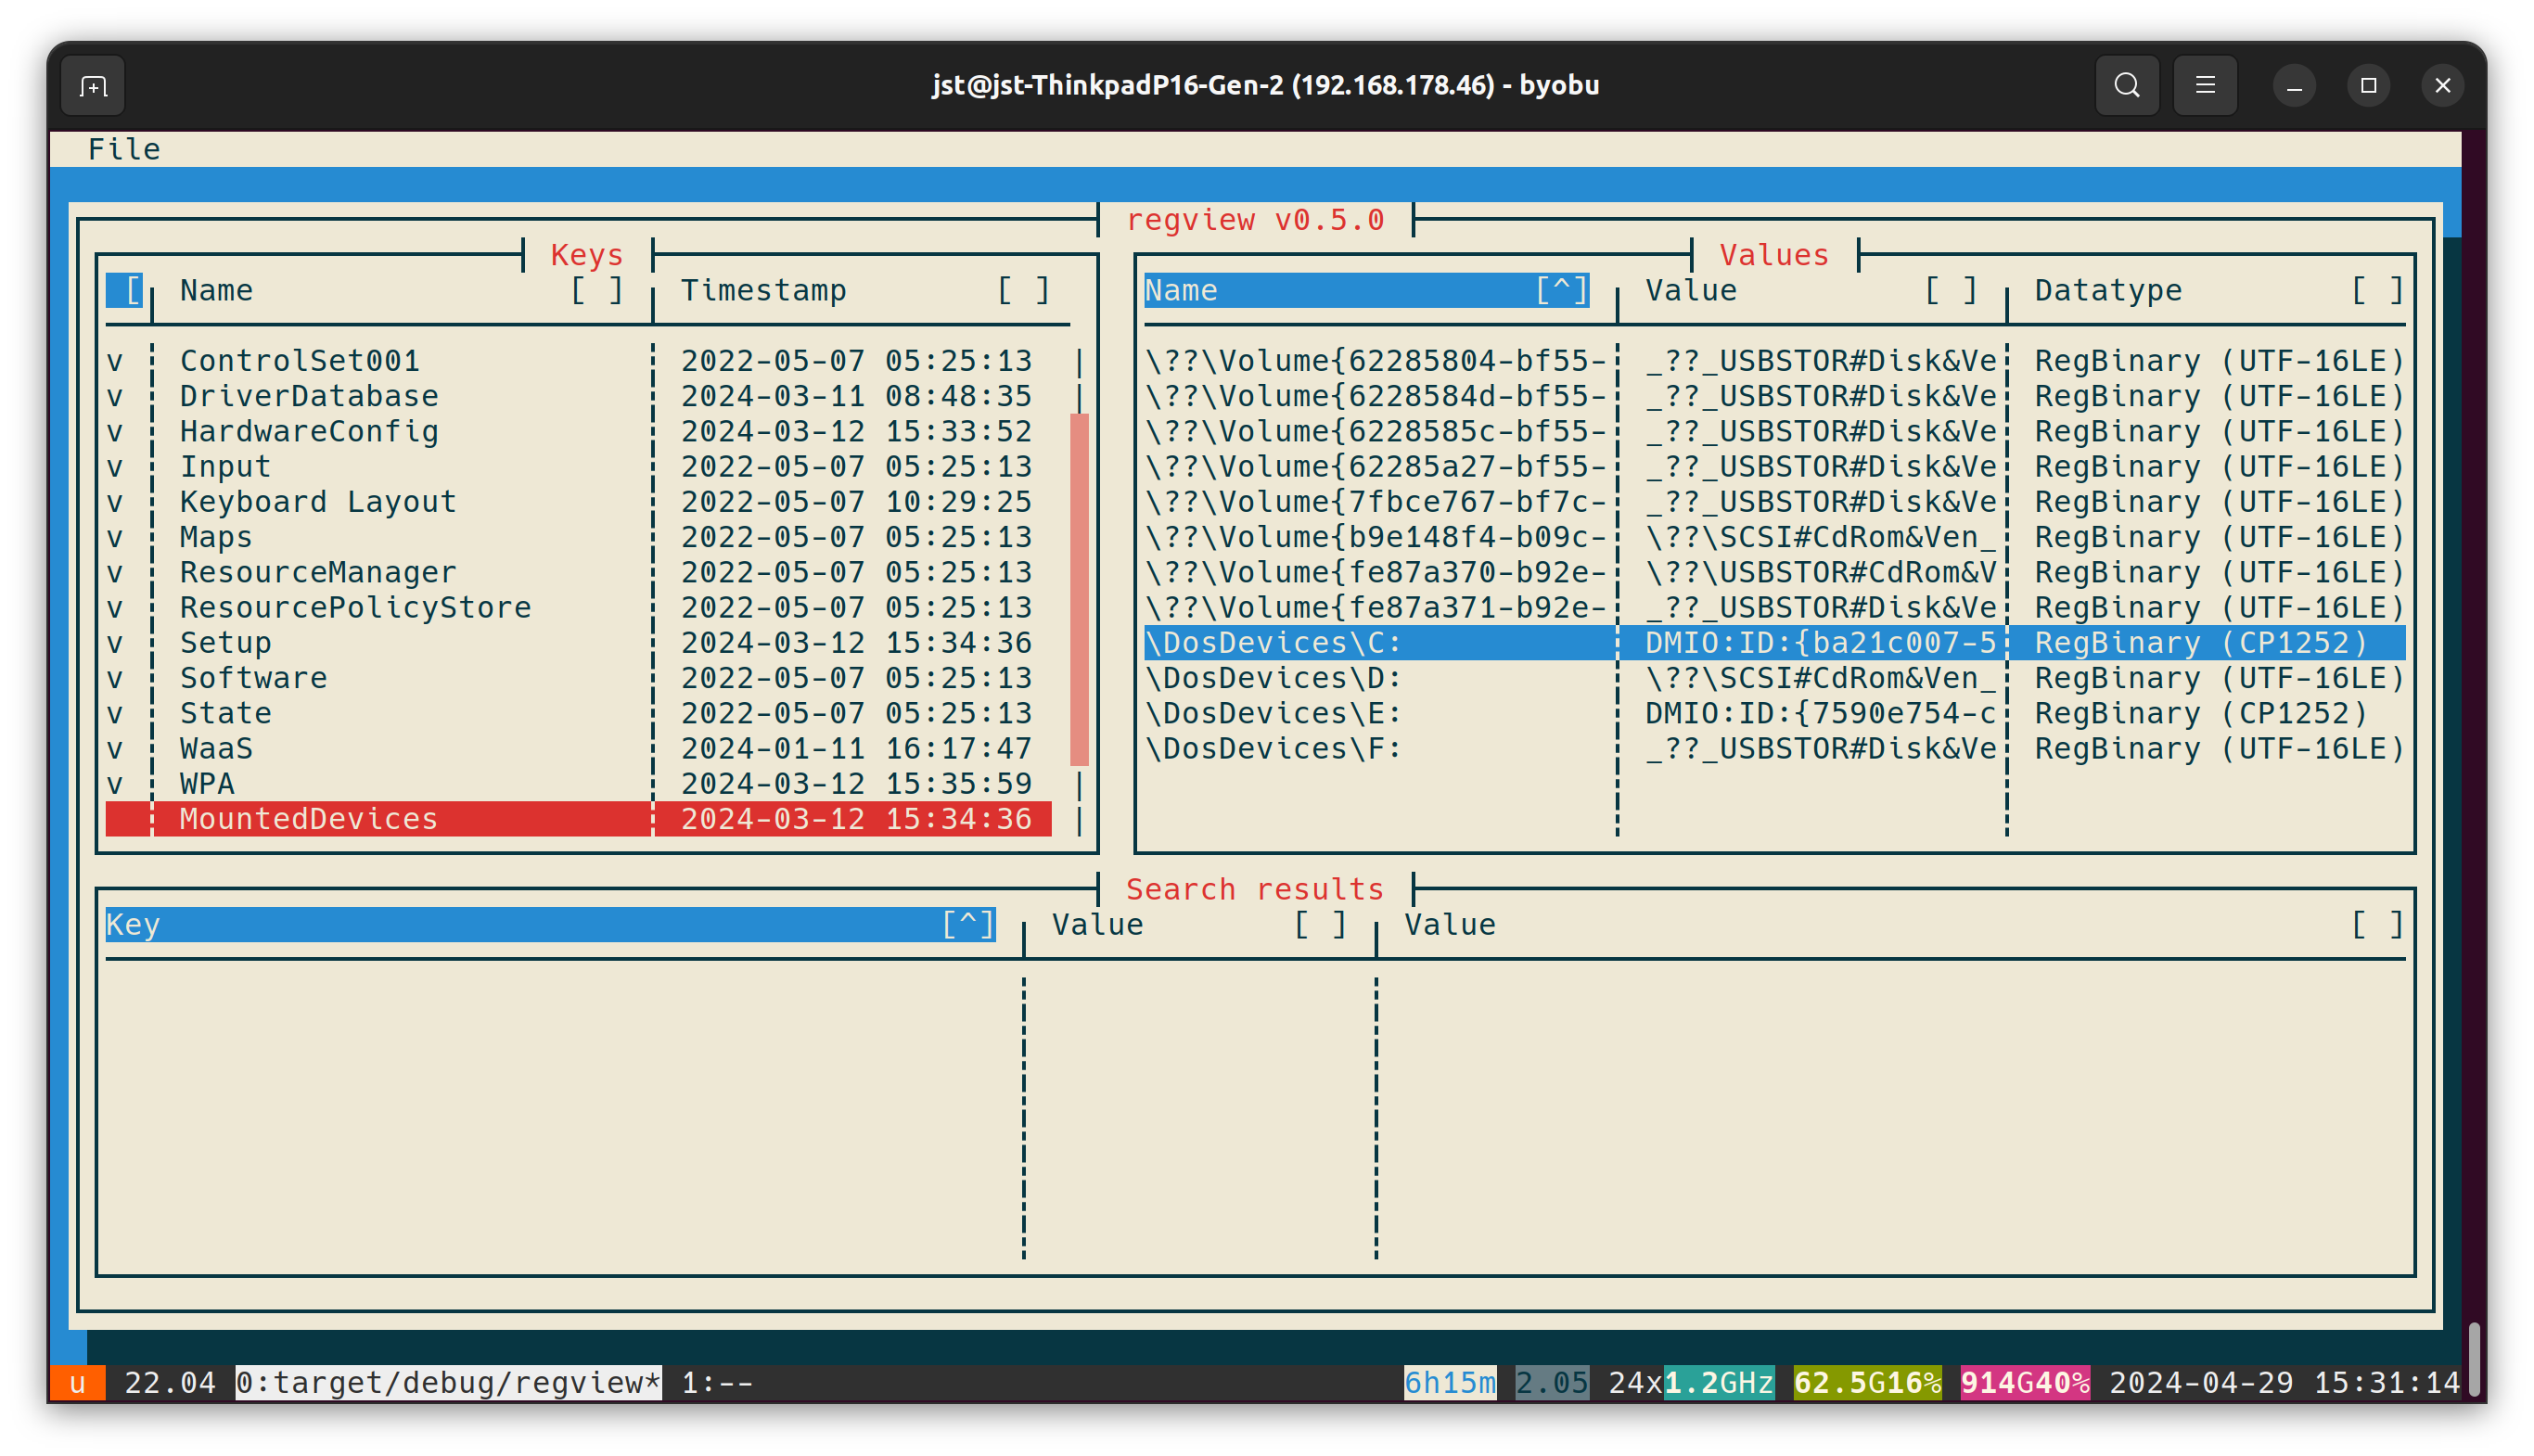 jst@jst-ThinkpadP16-Gen-2 (192.168.178.46) - byobu
File
regview v0.5.0
Keys
[ Name [ ] Timestamp [ ]
v ControlSet001 2022-05-07 05:25:13
v DriverDatabase 2024-03-11 08:48:35
v HardwareConfig 2024-03-12 15:33:52
v Input 2022-05-07 05:25:13
v Keyboard Layout 2022-05-07 10:29:25
v Maps 2022-05-07 05:25:13
v ResourceManager 2022-05-07 05:25:13
v ResourcePolicyStore 2022-05-07 05:25:13
v Setup 2024-03-12 15:34:36
v Software 2022-05-07 05:25:13
v State 2022-05-07 05:25:13
v WaaS 2024-01-11 16:17:47
v WPA 2024-03-12 15:35:59
MountedDevices 2024-03-12 15:34:36
Values
Name [^] Value [ ] Datatype [ ]
\??\Volume{62285804-bf55- _??_USBSTOR#Disk&Ve RegBinary (UTF-16LE)
\??\Volume{6228584d-bf55- _??_USBSTOR#Disk&Ve RegBinary (UTF-16LE)
\??\Volume{6228585c-bf55- _??_USBSTOR#Disk&Ve RegBinary (UTF-16LE)
\??\Volume{62285a27-bf55- _??_USBSTOR#Disk&Ve RegBinary (UTF-16LE)
\??\Volume{7fbce767-bf7c- _??_USBSTOR#Disk&Ve RegBinary (UTF-16LE)
\??\Volume{b9e148f4-b09c- \??\SCSI#CdRom&Ven_ RegBinary (UTF-16LE)
\??\Volume{fe87a370-b92e- \??\USBSTOR#CdRom&V RegBinary (UTF-16LE)
\??\Volume{fe87a371-b92e- _??_USBSTOR#Disk&Ve RegBinary (UTF-16LE)
\DosDevices\C: DMIO:ID:{ba21c007-5 RegBinary (CP1252)
\DosDevices\D: \??\SCSI#CdRom&Ven_ RegBinary (UTF-16LE)
\DosDevices\E: DMIO:ID:{7590e754-c RegBinary (CP1252)
\DosDevices\F: _??_USBSTOR#Disk&Ve RegBinary (UTF-16LE)
Search results
Key [^] Value [ ] Value [ ]
u 22.04 0:target/debug/regview* 1:-- 6h15m 2.05 24x1.2GHz 62.5G16% 914G40% 2024-04-29 15:31:14